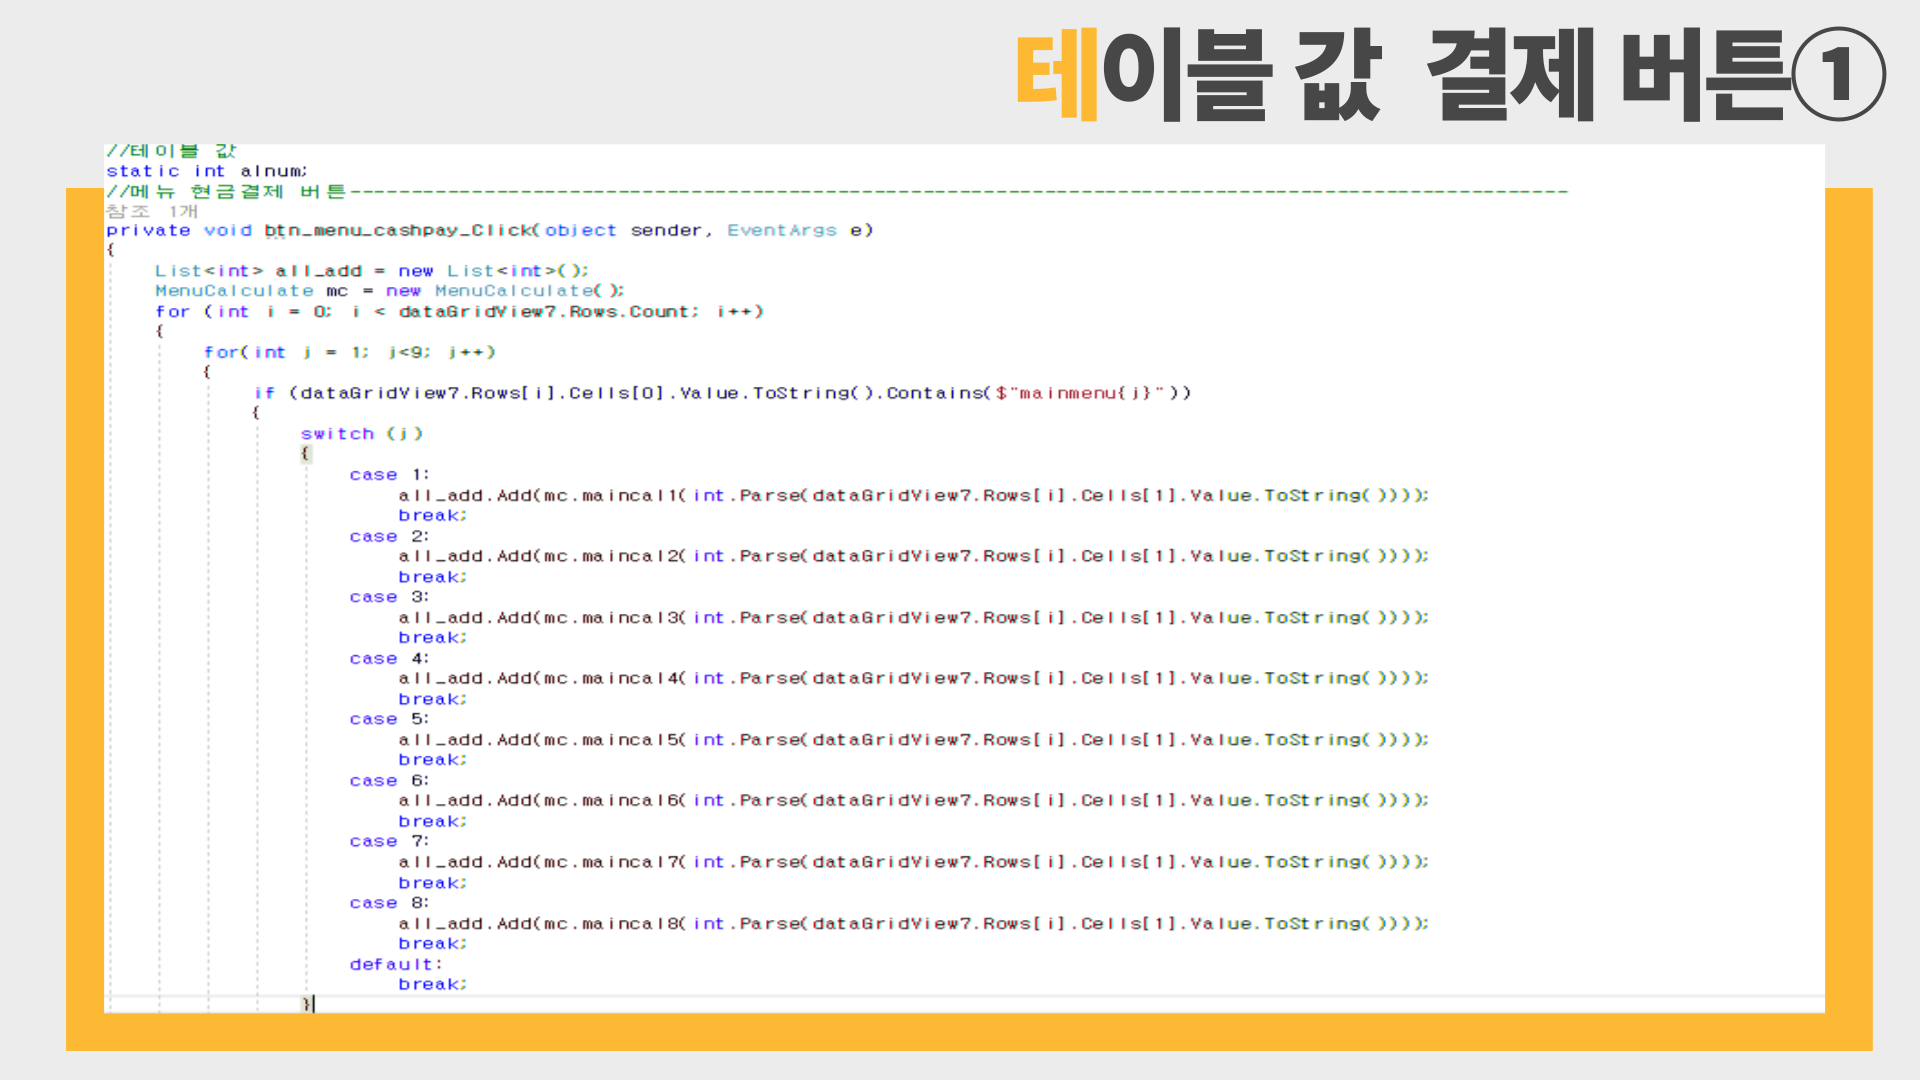 테이블 값 결제 버튼①
//테이블 값
static int alnum;
//메뉴 현금결제 버튼----------------------------------------------------------------------------------------------------
참조 1개
private void btn_menu_cashpay_Click(object sender, EventArgs e)
{
List<int> all_add = new List<int>();
MenuCalculate mc = new MenuCalculate();
for (int i = 0; i < dataGridView7.Rows.Count; i++)
{
for(int j = 1; j<9; j++)
{
if (dataGridView7.Rows[i].Cells[0].Value.ToString().Contains($"mainmenu{j}"))
{
switch (j)
{
case 1:
all_add.Add(mc.maincal1(int.Parse(dataGridView7.Rows[i].Cells[1].Value.ToString())));
break;
case 2:
all_add.Add(mc.maincal2(int.Parse(dataGridView7.Rows[i].Cells[1].Value.ToString())));
break;
case 3:
all_add.Add(mc.maincal3(int.Parse(dataGridView7.Rows[i].Cells[1].Value.ToString())));
break;
case 4:
all_add.Add(mc.maincal4(int.Parse(dataGridView7.Rows[i].Cells[1].Value.ToString())));
break;
case 5:
all_add.Add(mc.maincal5(int.Parse(dataGridView7.Rows[i].Cells[1].Value.ToString())));
break;
case 6:
all_add.Add(mc.maincal6(int.Parse(dataGridView7.Rows[i].Cells[1].Value.ToString())));
break;
case 7:
all_add.Add(mc.maincal7(int.Parse(dataGridView7.Rows[i].Cells[1].Value.ToString())));
break;
case 8:
all_add.Add(mc.maincal8(int.Parse(dataGridView7.Rows[i].Cells[1].Value.ToString())));
break;
default:
break;
}